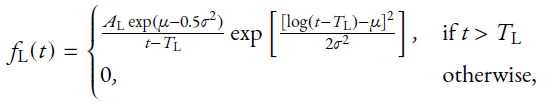 f_L(t) = { A_L exp(μ−0.5σ²) / t−T_L exp [ [log(t−T_L)−μ]² / 2σ² ], if t > T_L
0, otherwise,